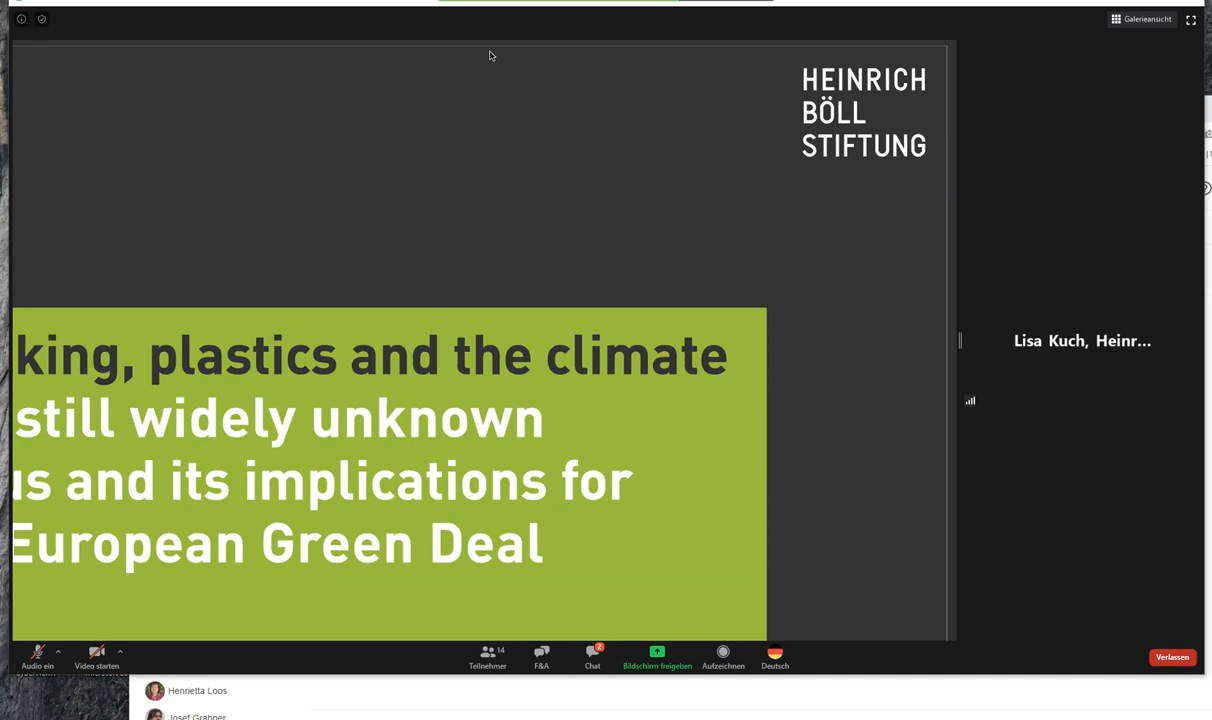 Galerieansicht
HEINRICH
BÖLL
STIFTUNG
king, plastics and the climate
still widely unknown
us and its implications for
European Green Deal
Lisa Kuch, Heinr...
14
2
Audio ein
Video starten
Teilnehmer
F&A
Chat
Bildschirm freigeben
Aufzeichnen
Deutsch
Verlassen
Henrietta Loos
Josef Grabner